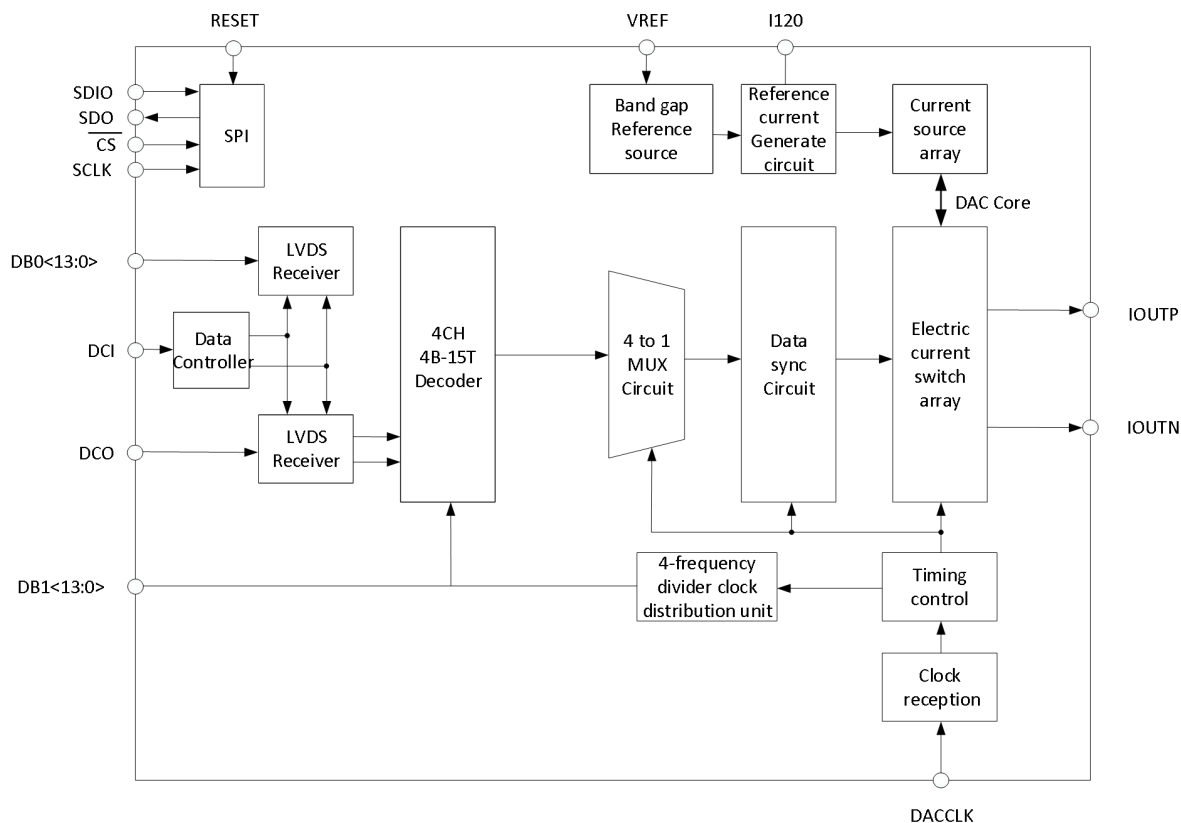 RESET
VREF
I120
SDIO
SDO
CS
SCLK
SPI
Band gap
Reference
source
Reference
current
Generate
circuit
Current
source
array
DAC Core
DB0<13:0>
LVDS
Receiver
DCI
Data
Controller
4CH
4B-15T
Decoder
4 to 1
MUX
Circuit
Data
sync
Circuit
Electric
current
switch
array
IOUTP
IOUTN
DCO
LVDS
Receiver
DB1<13:0>
4-frequency
divider clock
distribution unit
Timing
control
Clock
reception
DACCLK